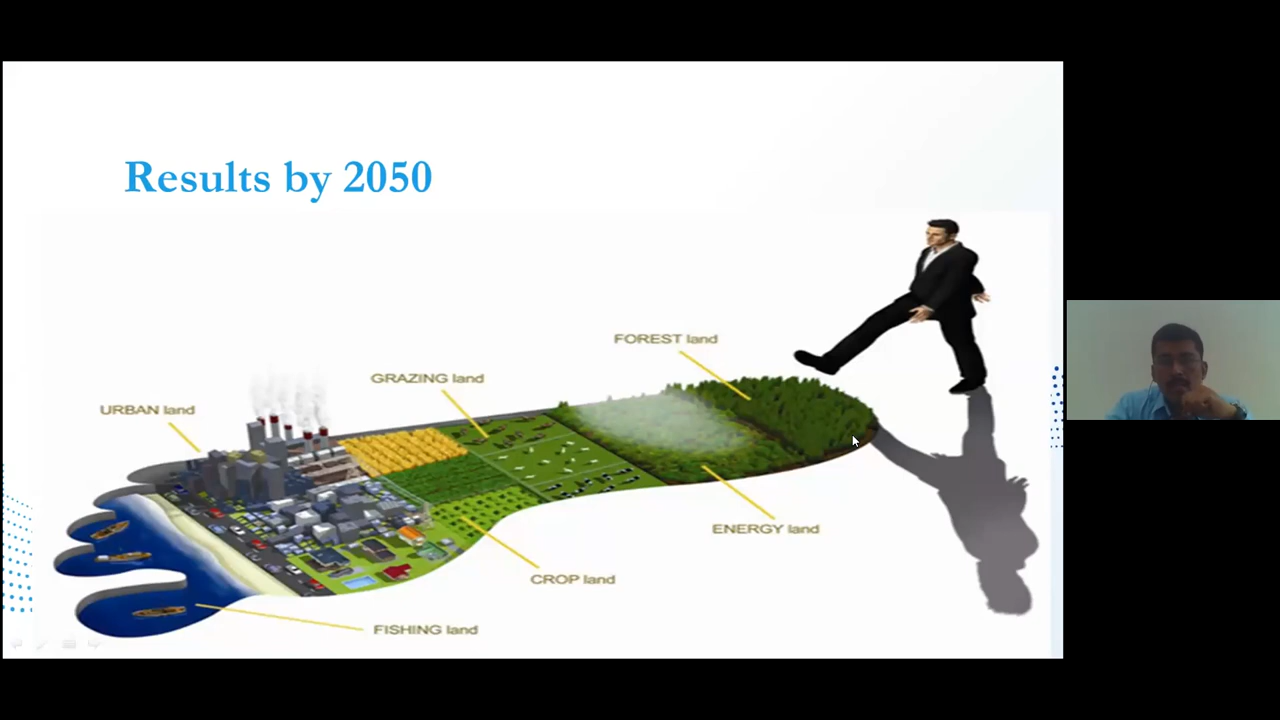 Results by 2050
FOREST land
GRAZING land
URBAN land
ENERGY land
CROP land
FISHING land